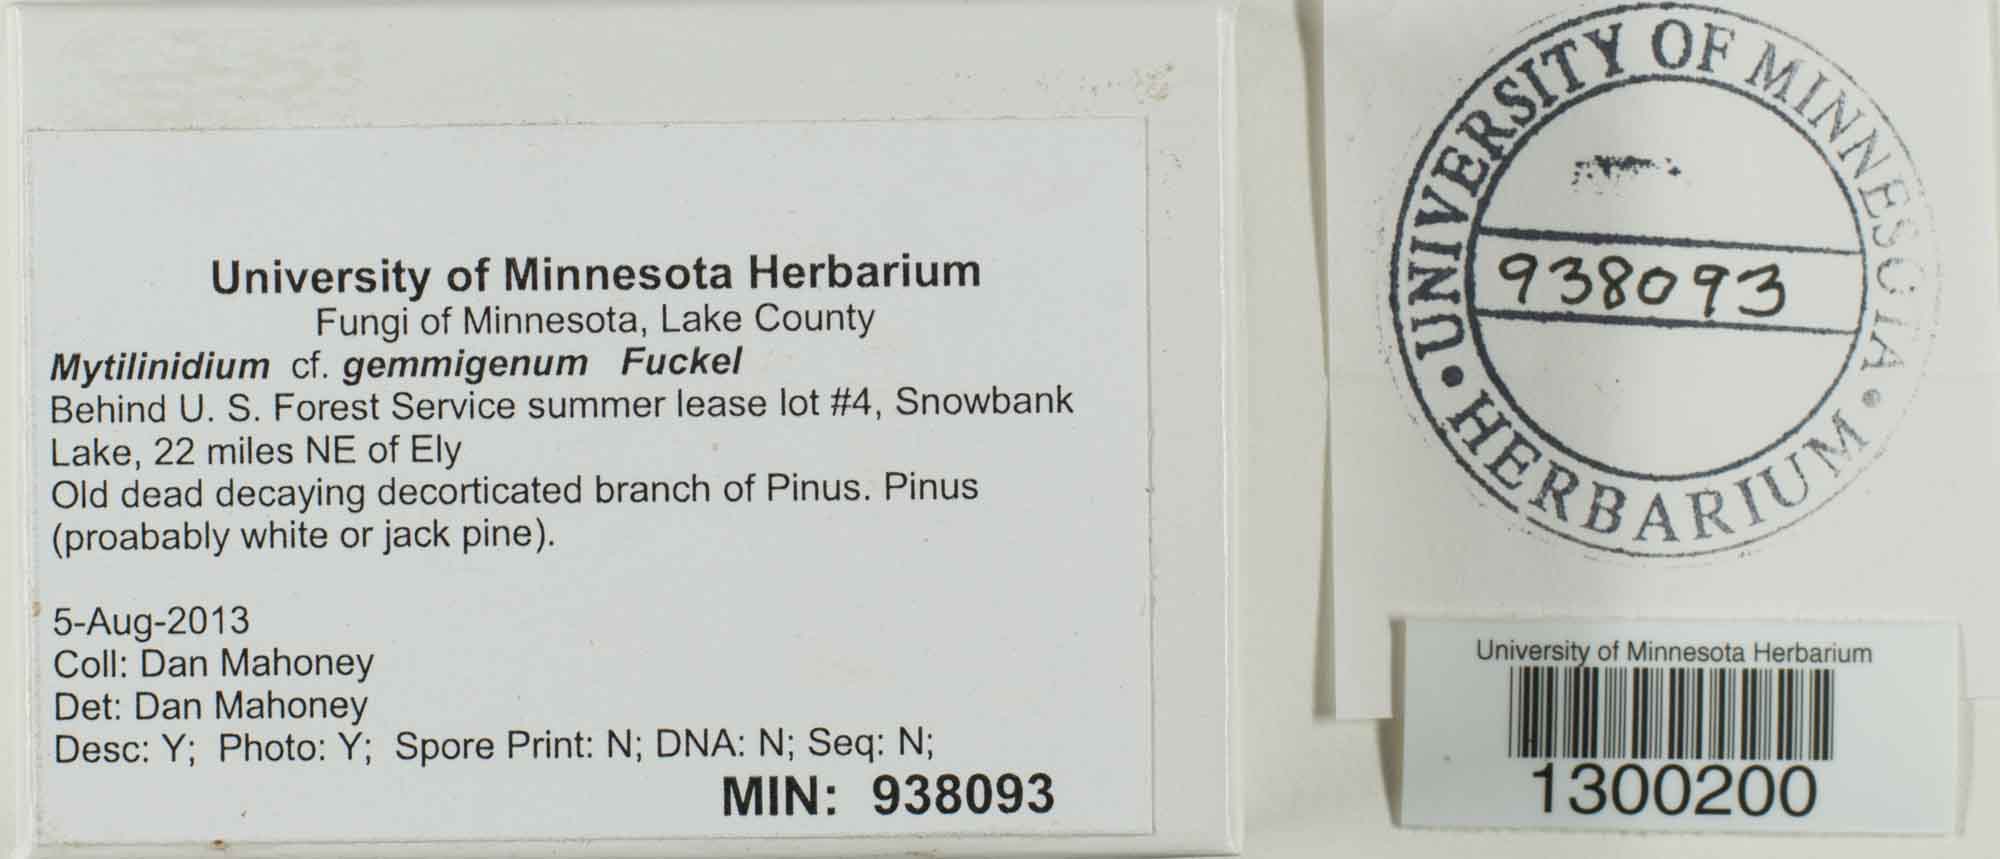 University of Minnesota Herbarium
Fungi of Minnesota, Lake County
Mytilinidium cf. gemmigenum Fuckel
Behind U. S. Forest Service summer lease lot #4, Snowbank
Lake, 22 miles NE of Ely
Old dead decaying decorticated branch of Pinus. Pinus
(proabably white or jack pine).
5-Aug-2013
Coll: Dan Mahoney
Det: Dan Mahoney
Desc: Y; Photo: Y; Spore Print: N; DNA: N; Seq: N;
MIN: 938093
UNIVERSITY OF MINNESOTA
938093
• HERBARIUM •
University of Minnesota Herbarium
1300200